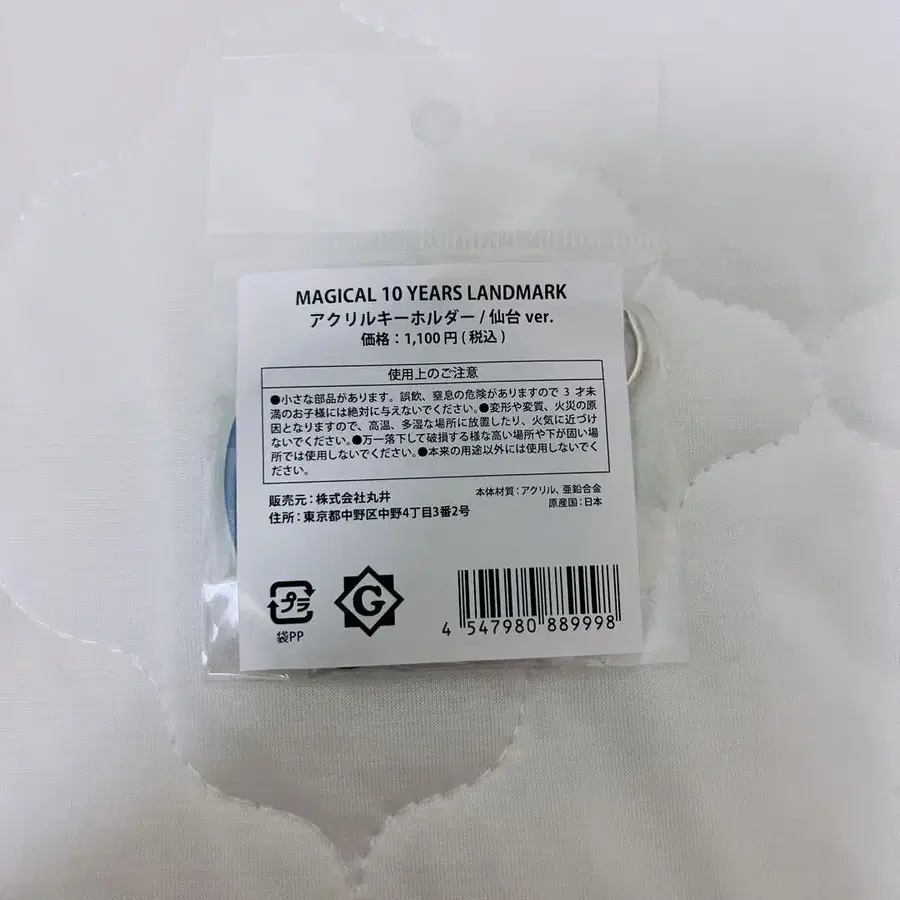 MAGICAL 10 YEARS LANDMARK
アクリルキーホルダー / 仙台 ver.
価格：1,100 円 ( 税込 )
使用上のご注意
●小さな部品があります。誤飲、窒息の危険がありますので 3 才未
満のお子様には絶対に与えないでください。●変形や変質、火災の原
因となりますので、高温、多湿な場所に放置したり、火気に近づけ
ないでください。●万一落下して破損する様な高い場所や下が固い場
所では使用しないでください。●本来の用途以外には使用しないでく
ださい。
販売元：株式会社丸井
住所：東京都中野区中野4丁目3番2号
本体材質：アクリル、亜鉛合金
原産国：日本
プラ
袋PP
G
4 547980 889998